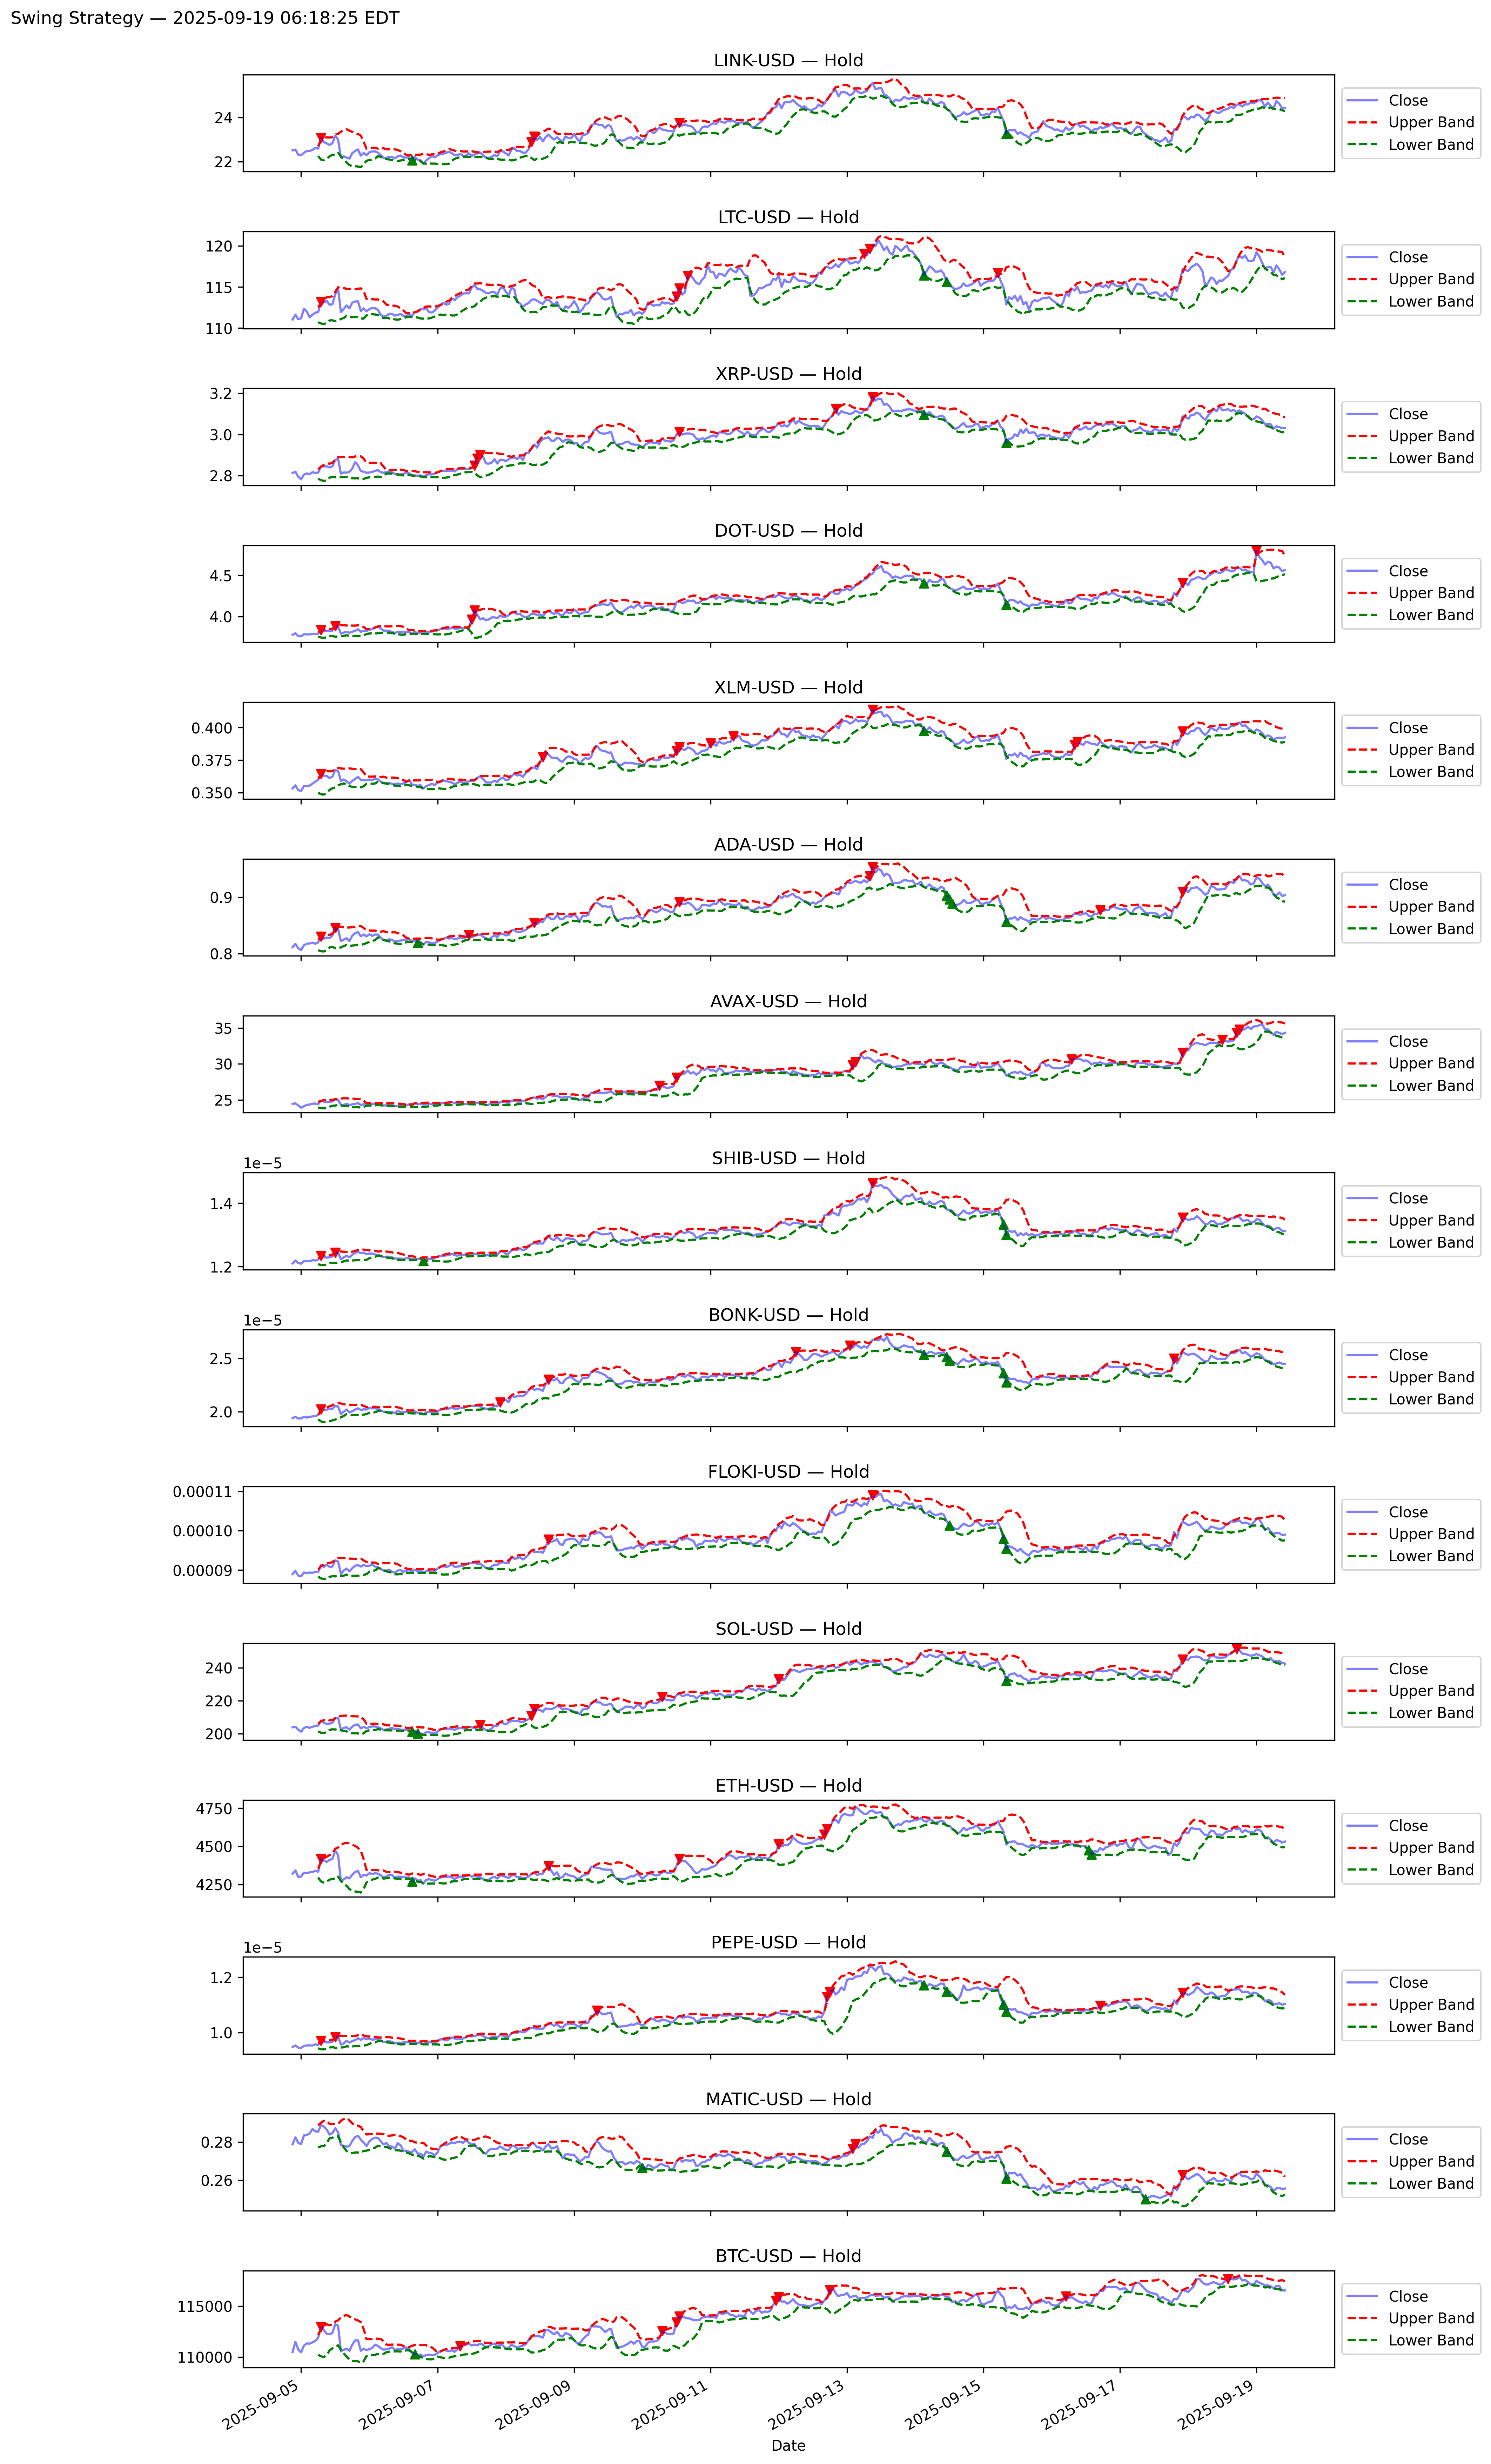 Swing Strategy — 2025-09-19 06:18:25 EDT
LINK-USD — Hold
24
22
Close
Upper Band
Lower Band
LTC-USD — Hold
120
115
110
Close
Upper Band
Lower Band
XRP-USD — Hold
3.2
3.0
2.8
Close
Upper Band
Lower Band
DOT-USD — Hold
4.5
4.0
Close
Upper Band
Lower Band
XLM-USD — Hold
0.400
0.375
0.350
Close
Upper Band
Lower Band
ADA-USD — Hold
0.9
0.8
Close
Upper Band
Lower Band
AVAX-USD — Hold
35
30
25
Close
Upper Band
Lower Band
SHIB-USD — Hold
1e−5
1.4
1.2
Close
Upper Band
Lower Band
BONK-USD — Hold
1e−5
2.5
2.0
Close
Upper Band
Lower Band
FLOKI-USD — Hold
0.00011
0.00010
0.00009
Close
Upper Band
Lower Band
SOL-USD — Hold
240
220
200
Close
Upper Band
Lower Band
ETH-USD — Hold
4750
4500
4250
Close
Upper Band
Lower Band
PEPE-USD — Hold
1e−5
1.2
1.0
Close
Upper Band
Lower Band
MATIC-USD — Hold
0.28
0.26
Close
Upper Band
Lower Band
BTC-USD — Hold
115000
110000
Close
Upper Band
Lower Band
2025-09-05
2025-09-07
2025-09-09
2025-09-11
2025-09-13
2025-09-15
2025-09-17
2025-09-19
Date